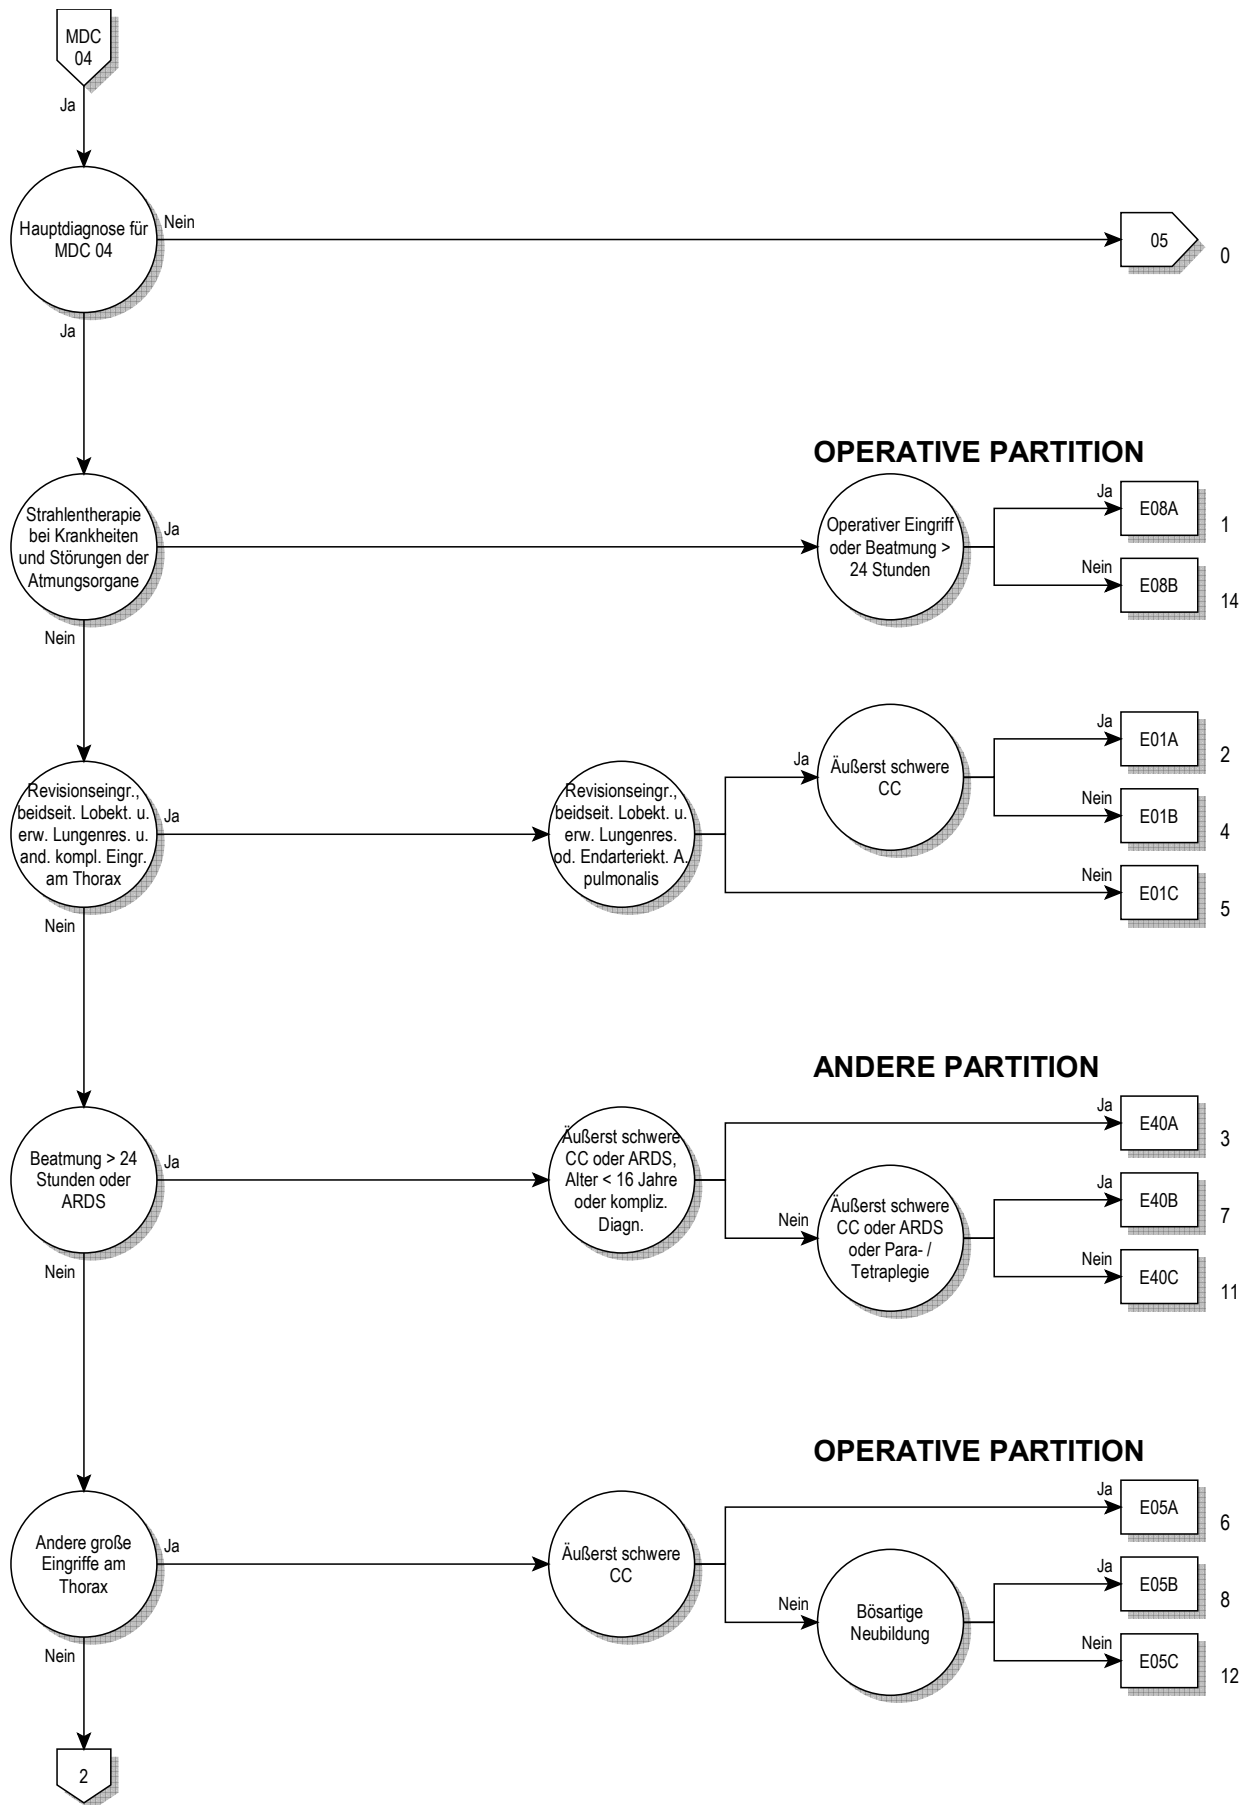 MDC
04
Ja
Hauptdiagnose für
MDC 04
Nein
05
0
Ja
OPERATIVE PARTITION
Strahlentherapie
bei Krankheiten
und Störungen der
Atmungsorgane
Ja
Operativer Eingriff
oder Beatmung >
24 Stunden
Ja
E08A
1
Nein
E08B
14
Nein
Revisionseingr.,
beidseit. Lobekt. u.
erw. Lungenres. u.
and. kompl. Eingr.
am Thorax
Ja
Revisionseingr.,
beidseit. Lobekt. u.
erw. Lungenres.
od. Endarteriekt. A.
pulmonalis
Ja
Äußerst schwere
CC
Ja
E01A
2
Nein
E01B
4
Nein
E01C
5
Nein
ANDERE PARTITION
Beatmung > 24
Stunden oder
ARDS
Ja
Äußerst schwere
CC oder ARDS,
Alter < 16 Jahre
oder kompliz.
Diagn.
Ja
E40A
3
Nein
Äußerst schwere
CC oder ARDS
oder Para- /
Tetraplegie
Ja
E40B
7
Nein
E40C
11
Nein
OPERATIVE PARTITION
Andere große
Eingriffe am
Thorax
Ja
Äußerst schwere
CC
Ja
E05A
6
Nein
Bösartige
Neubildung
Ja
E05B
8
Nein
E05C
12
Nein
2